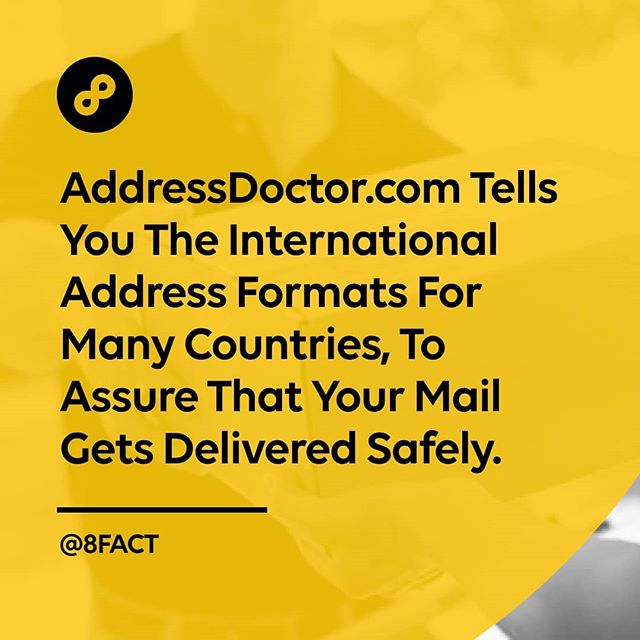 AddressDoctor.com Tells
You The International
Address Formats For
Many Countries, To
Assure That Your Mail
Gets Delivered Safely.
@8FACT